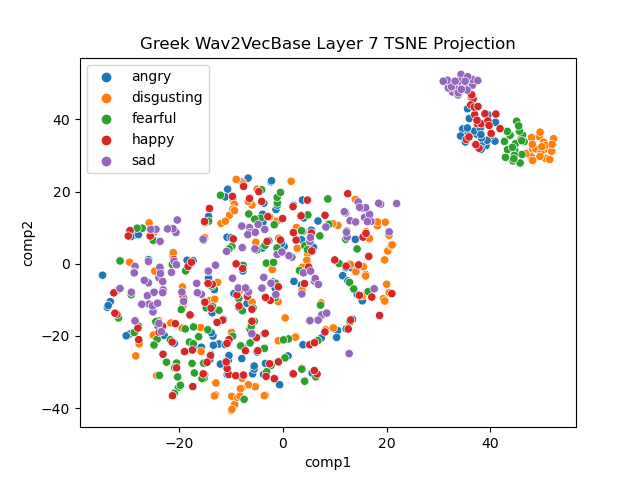 Greek Wav2VecBase Layer 7 TSNE Projection
angry
disgusting
fearful
happy
sad
40
20
0
−20
−40
comp2
−20
0
20
40
comp1